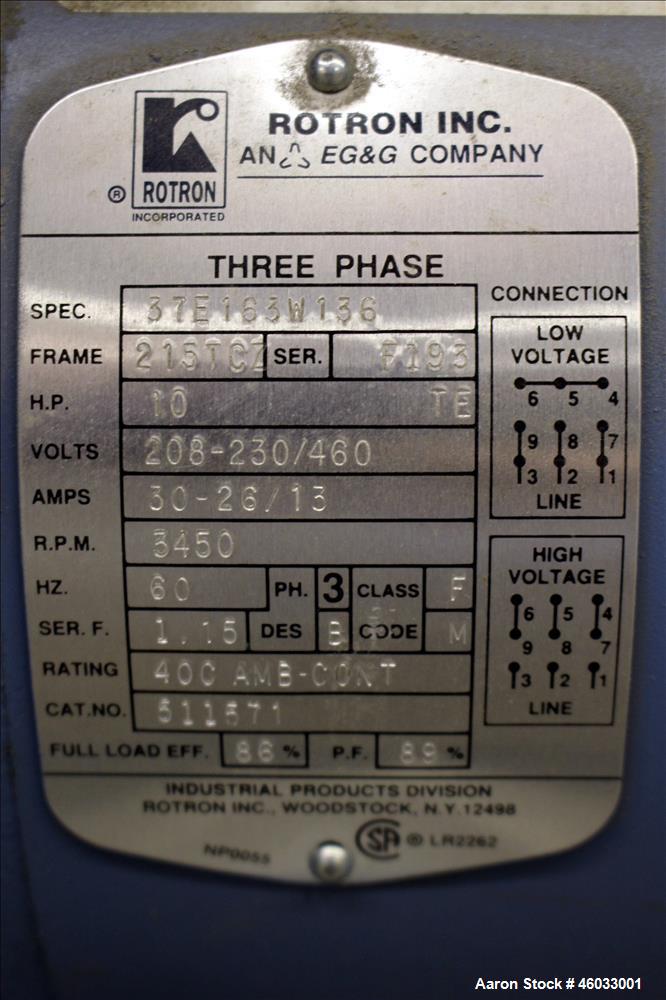 ROTRON INC.
AN EG&G COMPANY
® ROTRON
INCORPORATED
THREE PHASE
SPEC. 37E163W136
FRAME 215TCZ SER. F193
H.P. 10 TE
VOLTS 208-230/460
AMPS 30-26/13
R.P.M. 3450
HZ. 60 PH. 3 CLASS F
SER. F. 1.15 DES B CODE M
RATING 40C AMB-CONT
CAT.NO. 511571
FULL LOAD EFF. 86 % P.F. 89 %
CONNECTION
LOW
VOLTAGE
6 5 4
9 8 7
3 2 1
LINE
HIGH
VOLTAGE
6 5 4
9 8 7
3 2 1
LINE
INDUSTRIAL PRODUCTS DIVISION
ROTRON INC., WOODSTOCK, N.Y. 12498
NP0055 SA ® LR2262
Aaron Stock # 46033001